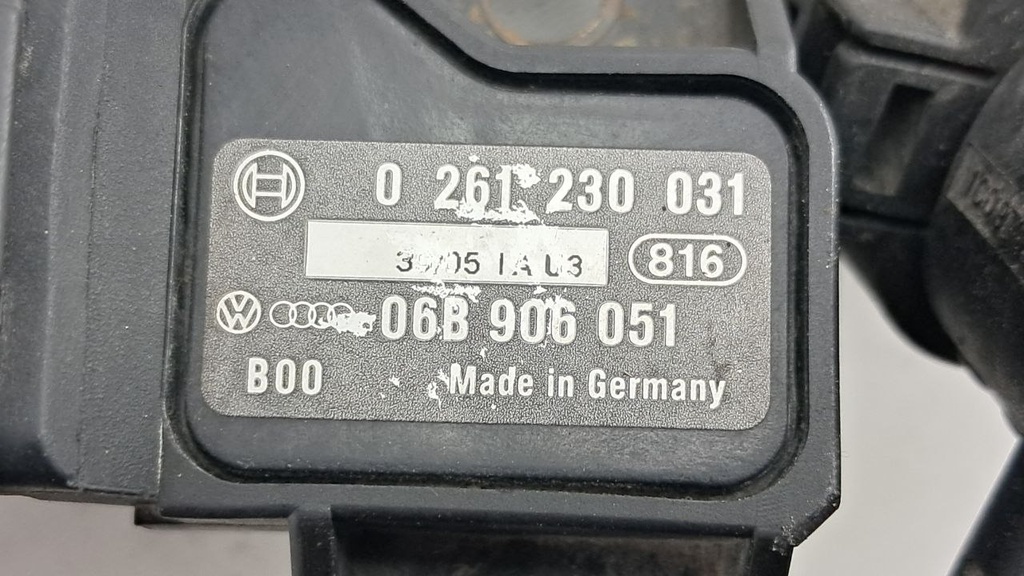 0 261 230 031
816
06B 906 051
B00 Made in Germany